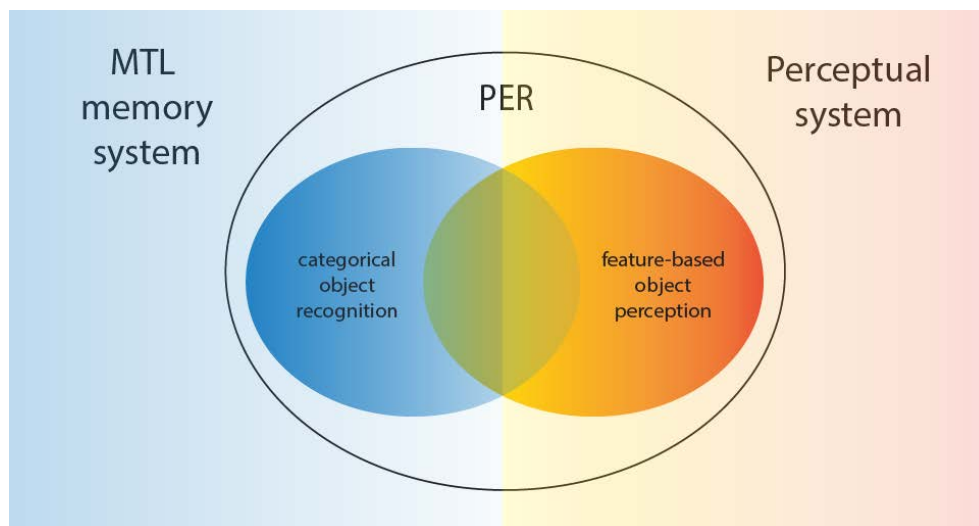 MTL
memory
system
PER
Perceptual
system
categorical
object
recognition
feature-based
object
perception